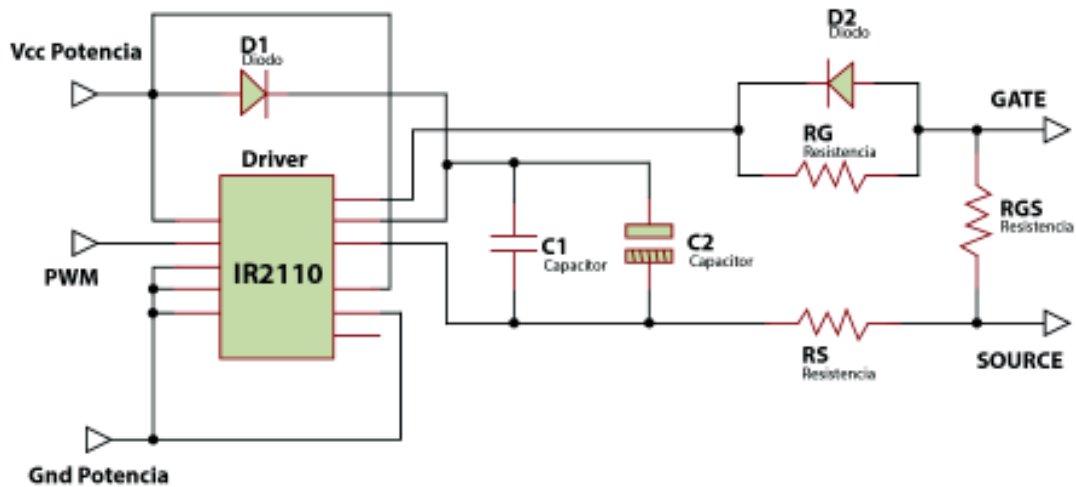 Vcc Potencia
D1
Diodo
D2
Diodo
GATE
RG
Resistencia
Driver
RGS
Resistencia
PWM
IR2110
C1
Capacitor
C2
Capacitor
RS
Resistencia
SOURCE
Gnd Potencia